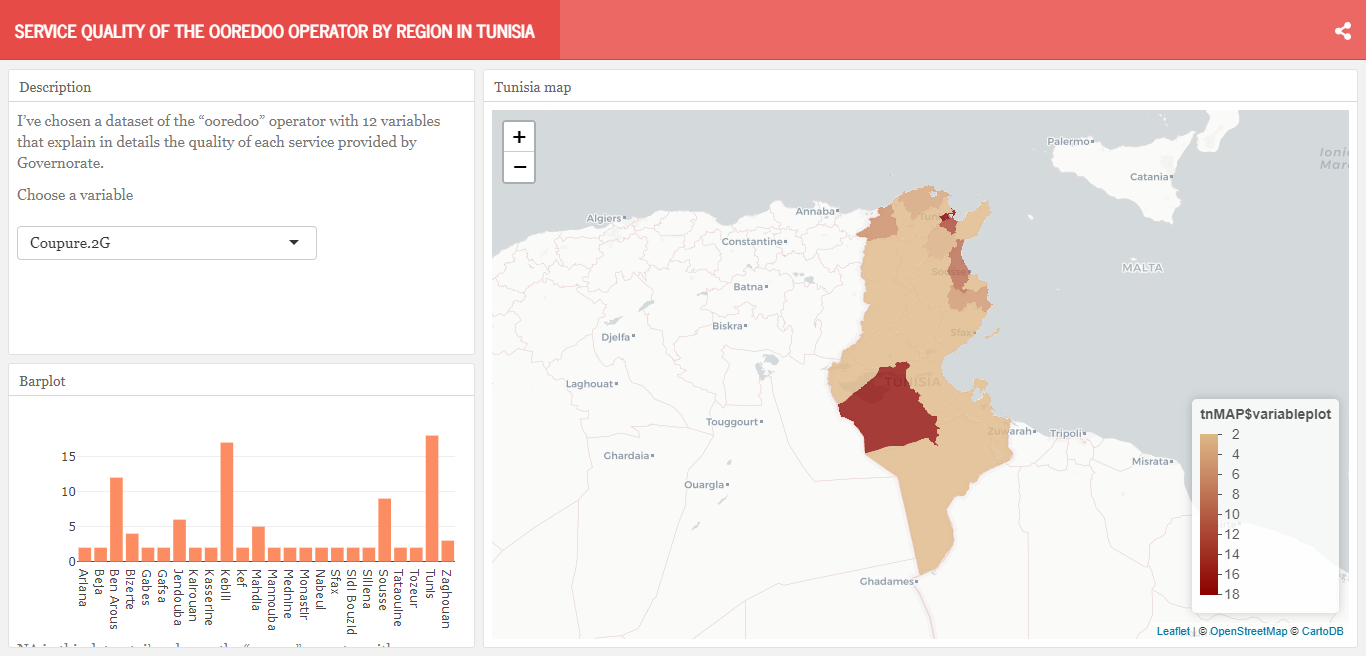 SERVICE QUALITY OF THE OOREDOO OPERATOR BY REGION IN TUNISIA
Description
I've chosen a dataset of the “ooredoo” operator with 12 variables
that explain in details the quality of each service provided by
Governorate.
Choose a variable
Coupure.2G
Barplot
15
10
5
0
Ariana
Beja
Ben Arous
Bizerte
Gabes
Gafsa
Jendouba
Kairouan
Kasserine
Kebili
kef
Mahdia
Mannouba
Mednine
Monastir
Nabeul
Sfax
Sidi Bouzid
Siliena
Sousse
Tataouine
Tozeur
Tunis
Zaghouan
Tunisia map
+
−
Palermo
Catania
Algiers
Annaba
Constantine
Sousse
MALTA
Batna
Biskra
Djelfa
Sfax
Laghouat
TUNISIA
Touggourt
Zuwarah
Tripoli
Ghardaia
Misrata
Ouargla
Ghadames
tnMAP$variableplot
2
4
6
8
10
12
14
16
18
Leaflet | © OpenStreetMap © CartoDB